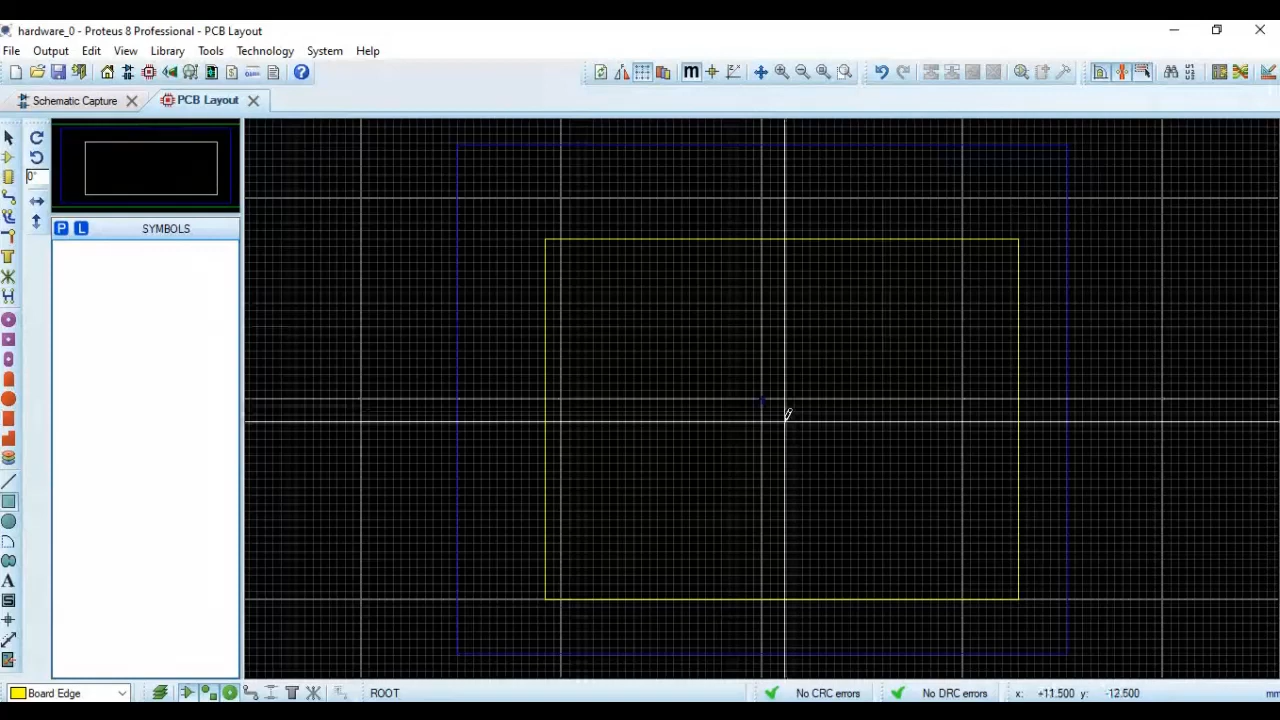 hardware_0 - Proteus 8 Professional - PCB Layout
File Output Edit View Library Tools Technology System Help
Schematic Capture PCB Layout
0°
P L SYMBOLS
Board Edge ROOT No CRC errors No DRC errors x: +11.500 y: -12.500 mm